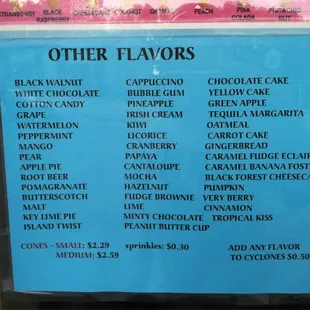 STRAWBERRY BLACK RASPBERRY CHEESECAKE COCONUT PEACH PINA COLADA PISTACHIO NUT
OTHER FLAVORS
BLACK WALNUT CAPPUCCINO CHOCOLATE CAKE
WHITE CHOCOLATE BUBBLE GUM YELLOW CAKE
COTTON CANDY PINEAPPLE GREEN APPLE
GRAPE IRISH CREAM TEQUILA MARGARITA
WATERMELON KIWI OATMEAL
PEPPERMINT LICORICE CARROT CAKE
MANGO CRANBERRY GINGERBREAD
PEAR PAPAYA CARAMEL FUDGE ECLAIR
APPLE PIE CANTALOUPE CARAMEL BANANA FOST
ROOT BEER MOCHA BLACK FOREST CHEESECA
POMAGRANATE HAZELNUT PUMPKIN
BUTTERSCOTCH FUDGE BROWNIE VERY BERRY
MALT LIME CINNAMON
KEY LIME PIE MINTY CHOCOLATE TROPICAL KISS
ISLAND TWIST PEANUT BUTTER CUP
CONES - SMALL: $2.29 sprinkles: $0.30 ADD ANY FLAVOR
MEDIUM: $2.59 TO CYCLONES $0.50